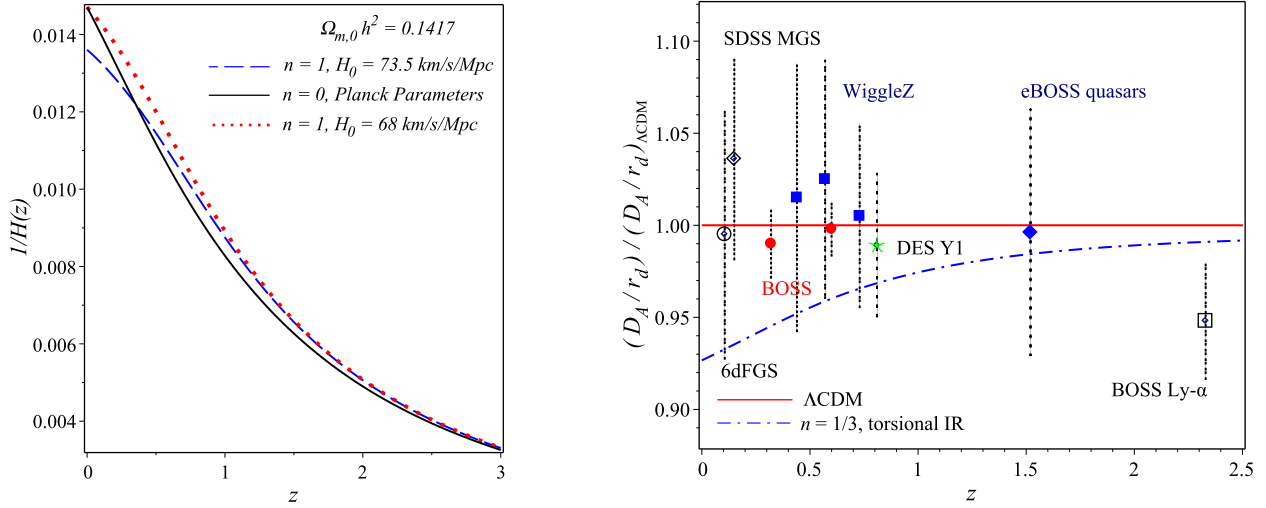 Ω_{m,0} h² = 0.1417
n = 1, H₀ = 73.5 km/s/Mpc
n = 0, Planck Parameters
n = 1, H₀ = 68 km/s/Mpc
1/H(z)
0.014
0.012
0.010
0.008
0.006
0.004
0
1
2
3
z
(D_A / r_d) / (D_A / r_d)_{ΛCDM}
1.10
1.05
1.00
0.95
0.90
SDSS MGS
WiggleZ
eBOSS quasars
DES Y1
BOSS
6dFGS
BOSS Ly-α
ΛCDM
n = 1/3, torsional IR
0
0.5
1
1.5
2
2.5
z